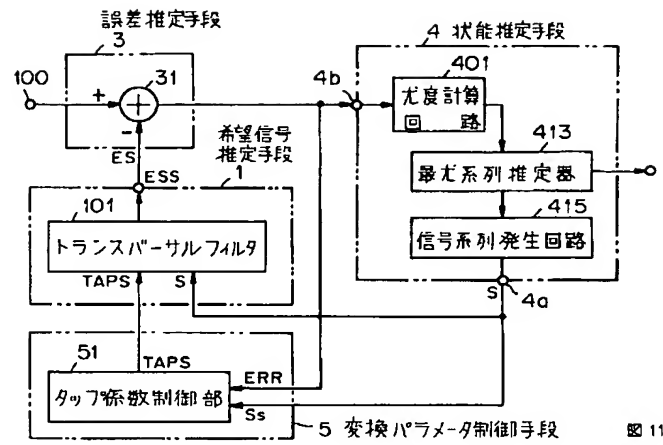 誤差推定手段
3
100
31
+
-
ES
ESS
希望信号
推定手段
1
101
トランスバーサルフィルタ
TAPS
S
51
TAPS
タップ係数制御部
ERR
Ss
5 変換パラメータ制御手段
4 状態推定手段
4b
401
尤度計算
回路
413
最尤系列推定器
415
信号系列発生回路
S
4a
図11